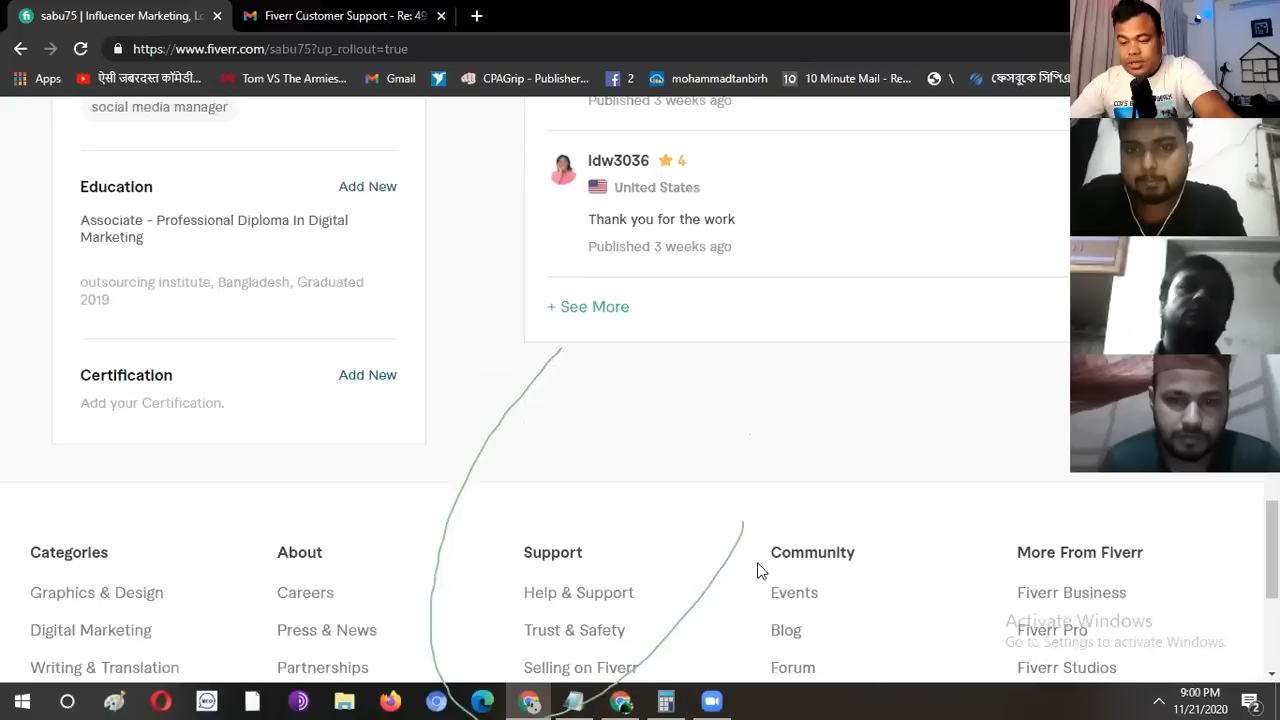 sabu75 | Influencer Marketing, Lo
Fiverr Customer Support - Re: 49
https://www.fiverr.com/sabu75?up_rollout=true
Apps
ऐसी जबरदस्त कॉमेडी...
Tom VS The Armies...
Gmail
CPAGrip - Publisher...
2
mohammadtanbirh
10 Minute Mail - Re...
\
social media manager
Education
Add New
Associate - Professional Diploma In Digital
Marketing
outsourcing institute, Bangladesh, Graduated
2019
Certification
Add New
Add your Certification.
Published 3 weeks ago
ldw3036 4
United States
Thank you for the work
Published 3 weeks ago
+ See More
Categories
Graphics & Design
Digital Marketing
Writing & Translation
About
Careers
Press & News
Partnerships
Support
Help & Support
Trust & Safety
Selling on Fiverr
Community
Events
Blog
Forum
More From Fiverr
Fiverr Business
Fiverr Pro
Fiverr Studios
Activate Windows
Go to Settings to activate Windows.
9:00 PM
11/21/2020
2